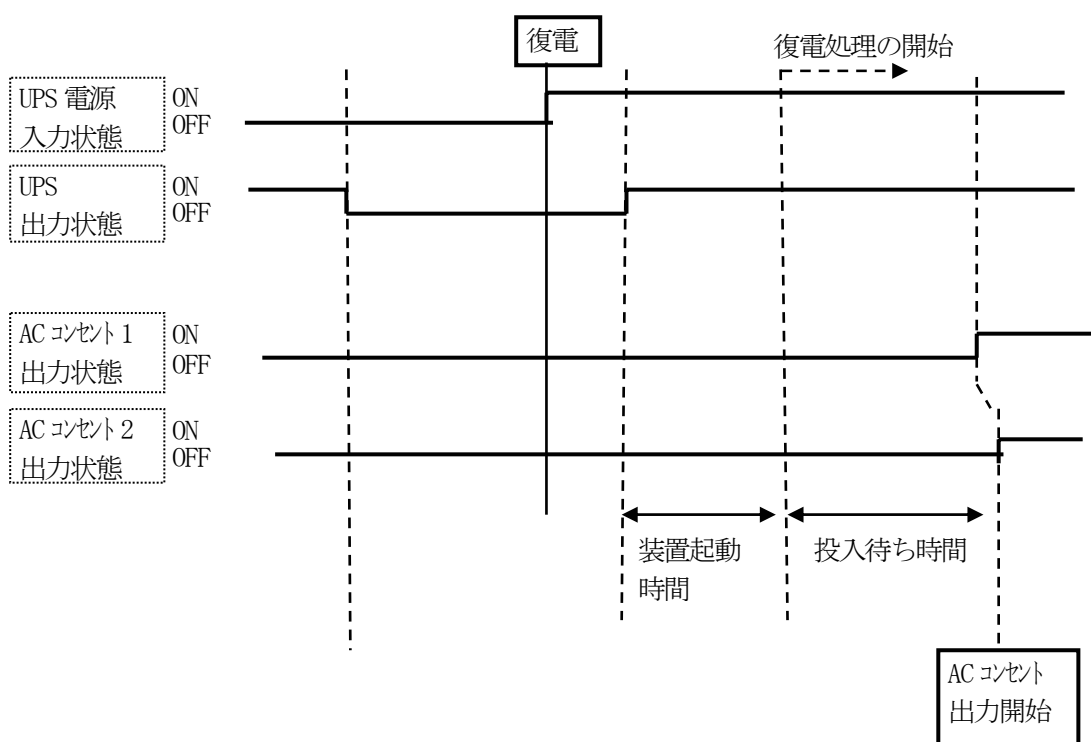 復電
復電処理の開始
UPS 電源
入力状態
ON
OFF
UPS
出力状態
ON
OFF
AC ｺﾝｾﾝﾄ 1
出力状態
ON
OFF
AC ｺﾝｾﾝﾄ 2
出力状態
ON
OFF
装置起動
時間
投入待ち時間
AC ｺﾝｾﾝﾄ
出力開始